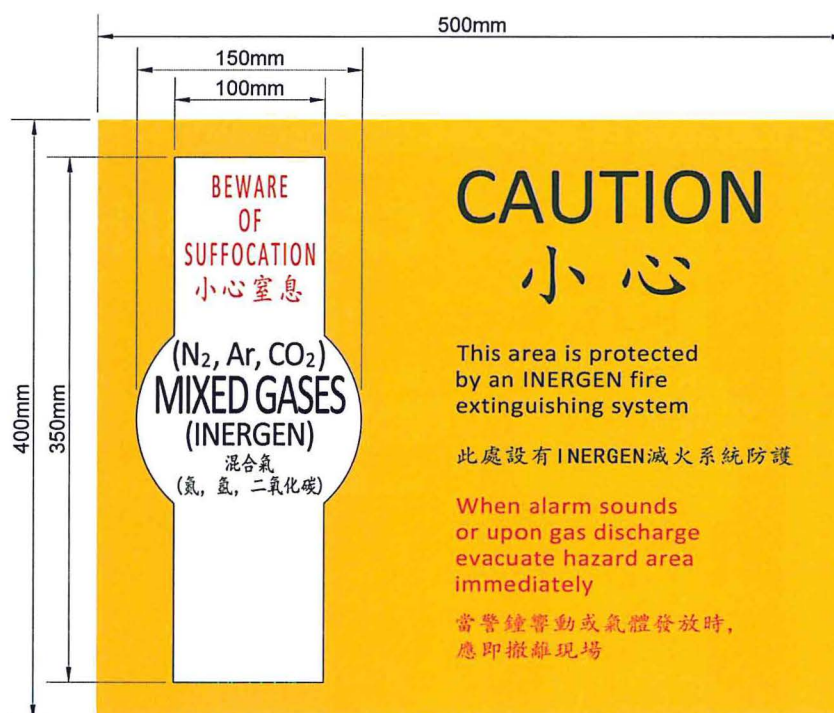 500mm
150mm
100mm
400mm
350mm
BEWARE
OF
SUFFOCATION
小心窒息
(N₂, Ar, CO₂)
MIXED GASES
(INERGEN)
混合氣
(氮, 氬, 二氧化碳)
CAUTION
小心
This area is protected
by an INERGEN fire
extinguishing system
此處設有INERGEN滅火系統防護
When alarm sounds
or upon gas discharge
evacuate hazard area
immediately
當警鐘響動或氣體發放時,
應即撤離現場